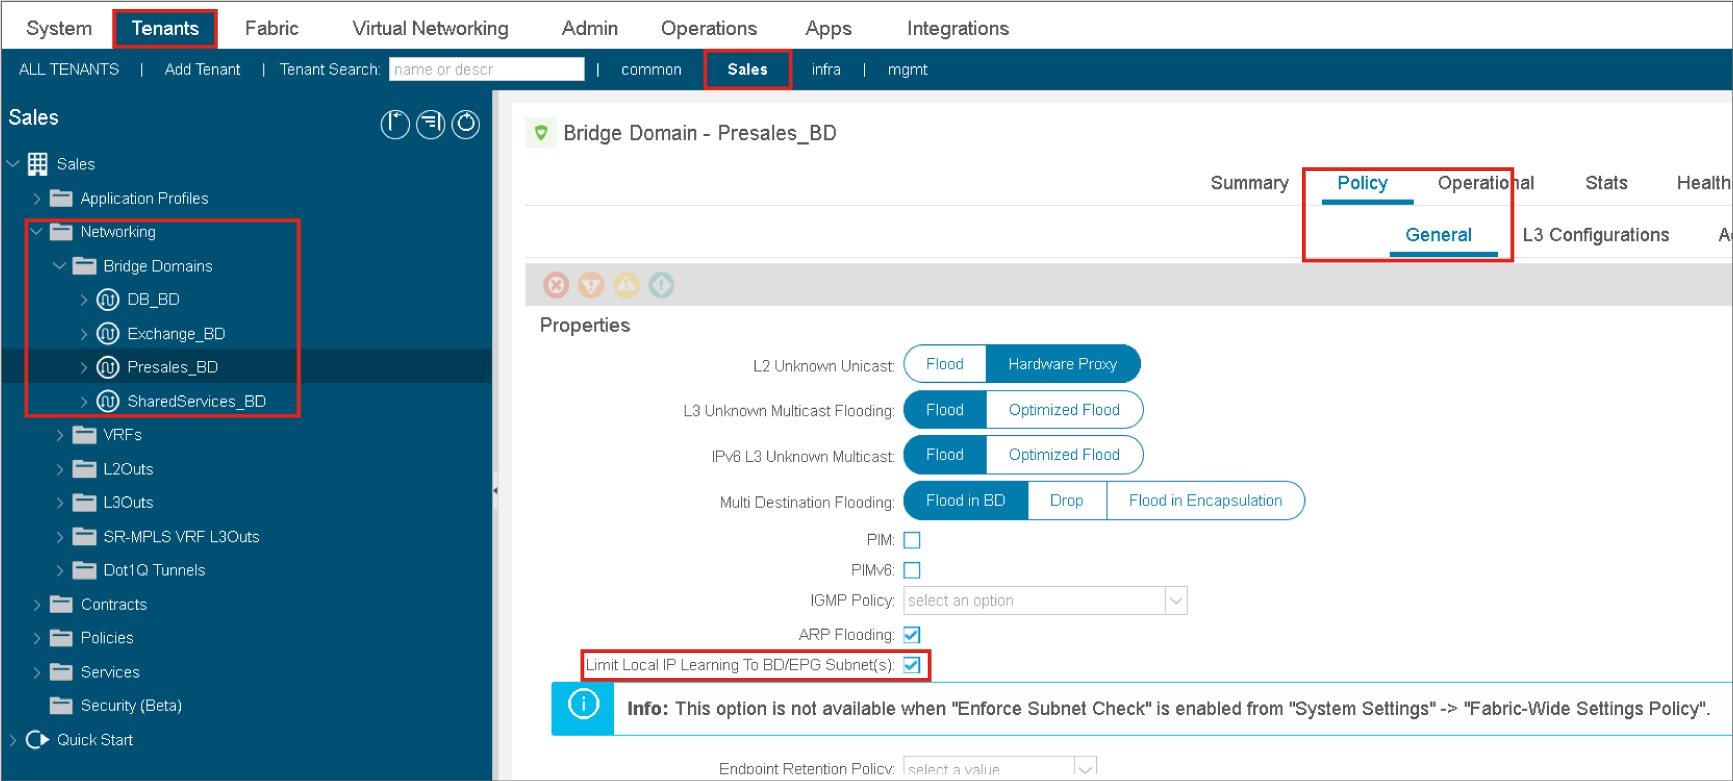 System Tenants Fabric Virtual Networking Admin Operations Apps Integrations
ALL TENANTS | Add Tenant | Tenant Search: name or descr | common Sales infra | mgmt
Sales
Sales
Application Profiles
Networking
Bridge Domains
DB_BD
Exchange_BD
Presales_BD
SharedServices_BD
VRFs
L2Outs
L3Outs
SR-MPLS VRF L3Outs
Dot1Q Tunnels
Contracts
Policies
Services
Security (Beta)
Quick Start
Bridge Domain - Presales_BD
Summary Policy Operational Stats Health
General L3 Configurations
Properties
L2 Unknown Unicast: Flood Hardware Proxy
L3 Unknown Multicast Flooding: Flood Optimized Flood
IPv6 L3 Unknown Multicast: Flood Optimized Flood
Multi Destination Flooding: Flood in BD Drop Flood in Encapsulation
PIM:
PIMv6:
IGMP Policy: select an option
ARP Flooding:
Limit Local IP Learning To BD/EPG Subnet(s):
Info: This option is not available when "Enforce Subnet Check" is enabled from "System Settings" -> "Fabric-Wide Settings Policy".
Endpoint Retention Policy: select a value